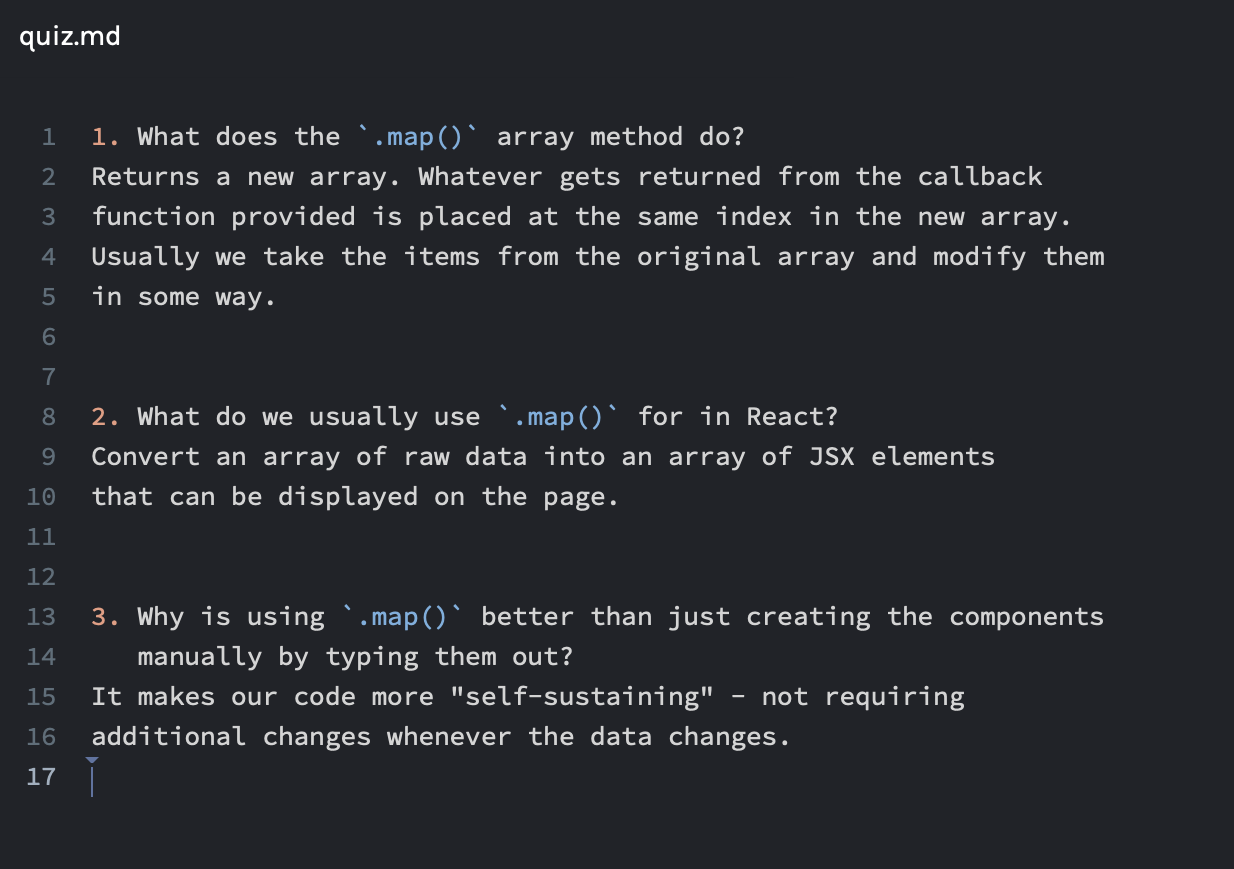 quiz.md
1 1. What does the `.map()` array method do?
2 Returns a new array. Whatever gets returned from the callback
3 function provided is placed at the same index in the new array.
4 Usually we take the items from the original array and modify them
5 in some way.
6
7
8 2. What do we usually use `.map()` for in React?
9 Convert an array of raw data into an array of JSX elements
10 that can be displayed on the page.
11
12
13 3. Why is using `.map()` better than just creating the components
14 manually by typing them out?
15 It makes our code more "self-sustaining" - not requiring
16 additional changes whenever the data changes.
17